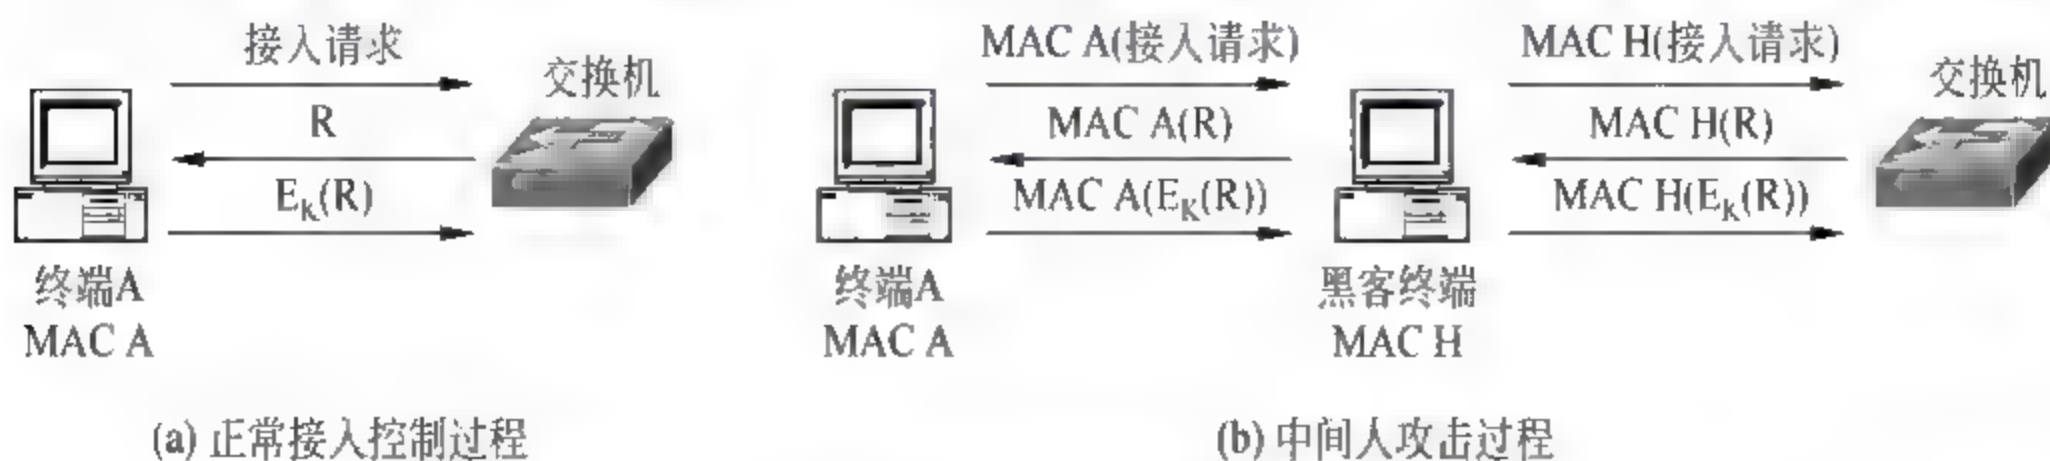 接入请求
交换机
R
E_K(R)
终端A
MAC A
(a) 正常接入控制过程
MAC A(接入请求)
MAC H(接入请求)
交换机
MAC A(R)
MAC H(R)
MAC A(E_K(R))
MAC H(E_K(R))
终端A
MAC A
黑客终端
MAC H
(b) 中间人攻击过程